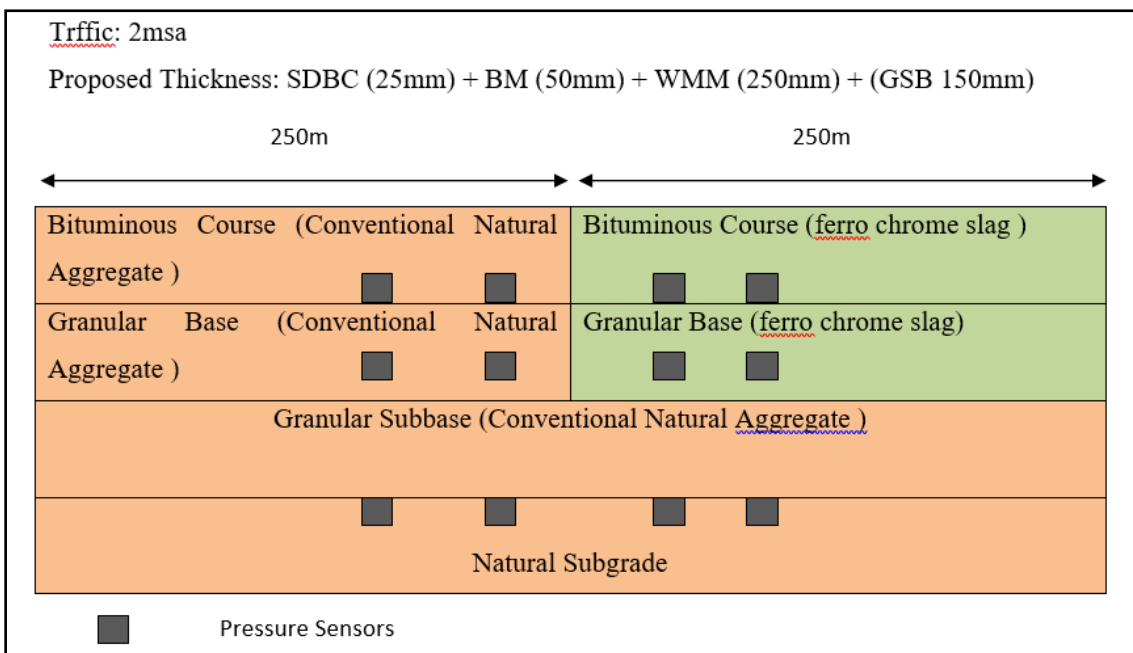 Trffic: 2msa
Proposed Thickness: SDBC (25mm) + BM (50mm) + WMM (250mm) + (GSB 150mm)
250m
250m
Bituminous Course (Conventional Natural
Aggregate )
Bituminous Course (ferro chrome slag )
Granular Base (Conventional Natural
Aggregate )
Granular Base (ferro chrome slag)
Granular Subbase (Conventional Natural Aggregate )
Natural Subgrade
Pressure Sensors